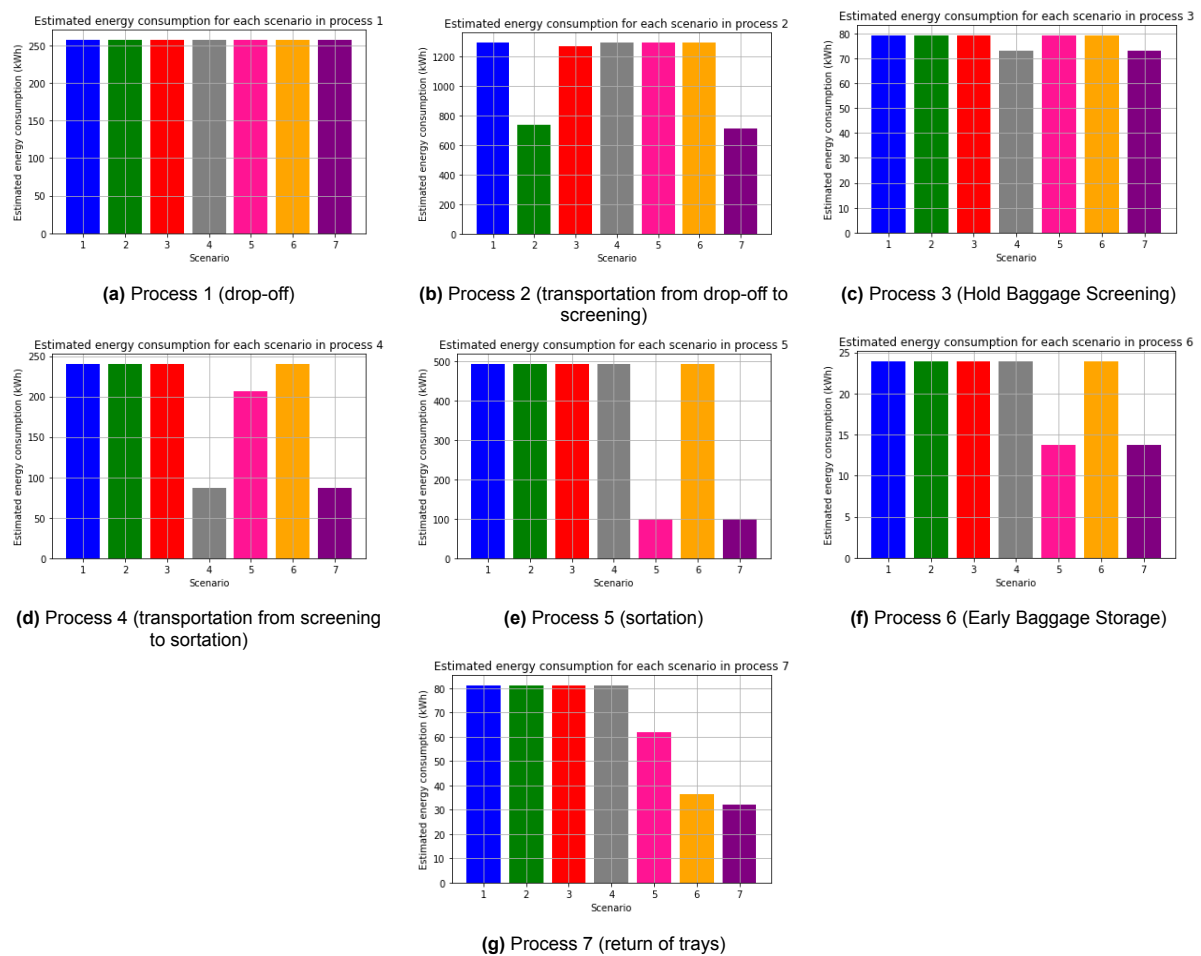 Estimated energy consumption for each scenario in process 1
Estimated energy consumption (kWh)
250
200
150
100
50
0
1 2 3 4 5 6 7
Scenario
(a) Process 1 (drop-off)
Estimated energy consumption for each scenario in process 2
Estimated energy consumption (kWh)
1200
1000
800
600
400
200
0
1 2 3 4 5 6 7
Scenario
(b) Process 2 (transportation from drop-off to
screening)
Estimated energy consumption for each scenario in process 3
Estimated energy consumption (kWh)
80
70
60
50
40
30
20
10
0
1 2 3 4 5 6 7
Scenario
(c) Process 3 (Hold Baggage Screening)
Estimated energy consumption for each scenario in process 4
Estimated energy consumption (kWh)
250
200
150
100
50
0
1 2 3 4 5 6 7
Scenario
(d) Process 4 (transportation from screening
to sortation)
Estimated energy consumption for each scenario in process 5
Estimated energy consumption (kWh)
500
400
300
200
100
0
1 2 3 4 5 6 7
Scenario
(e) Process 5 (sortation)
Estimated energy consumption for each scenario in process 6
Estimated energy consumption (kWh)
25
20
15
10
5
0
1 2 3 4 5 6 7
Scenario
(f) Process 6 (Early Baggage Storage)
Estimated energy consumption for each scenario in process 7
Estimated energy consumption (kWh)
80
70
60
50
40
30
20
10
0
1 2 3 4 5 6 7
Scenario
(g) Process 7 (return of trays)